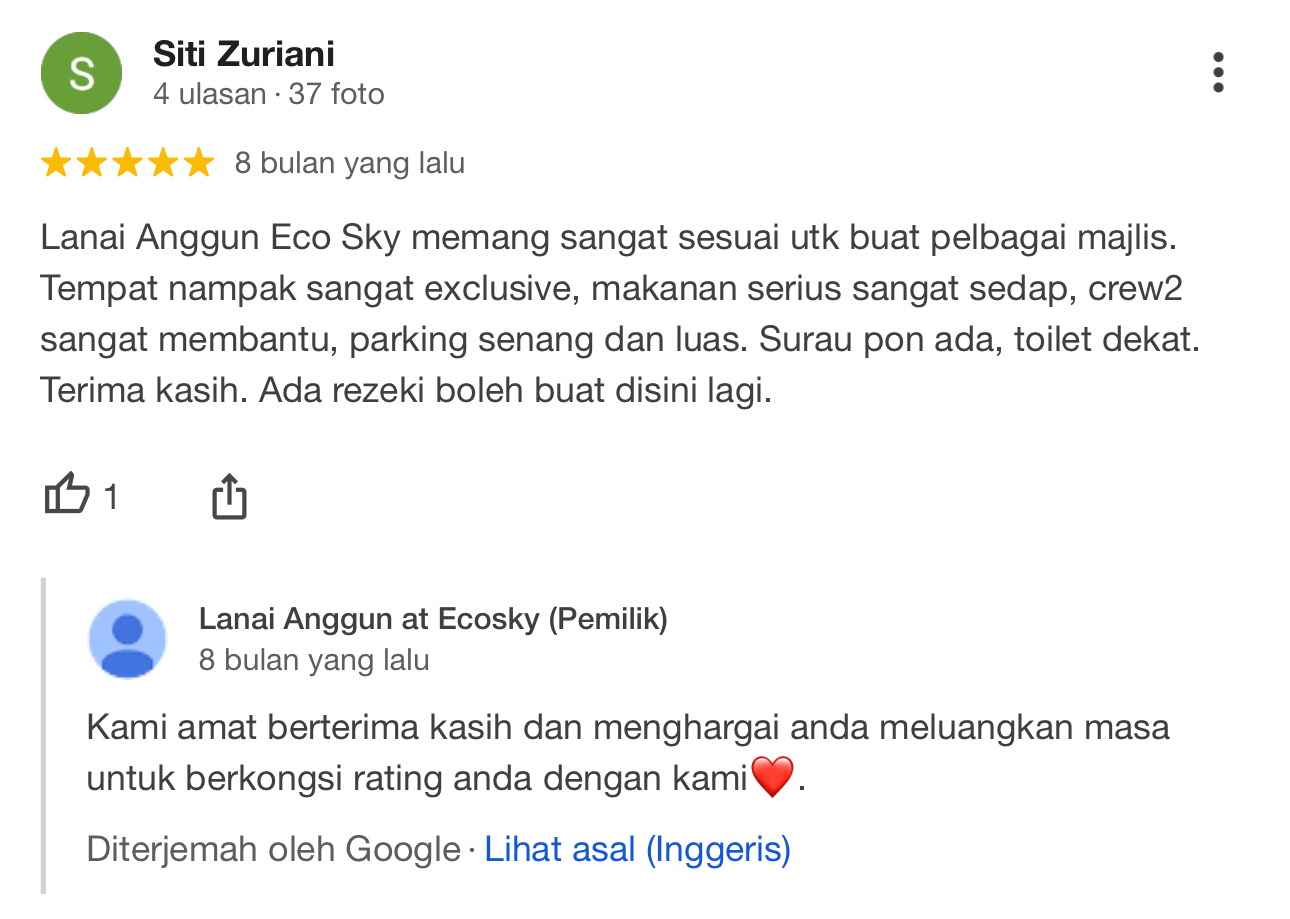 S
Siti Zuriani
4 ulasan · 37 foto
8 bulan yang lalu
Lanai Anggun Eco Sky memang sangat sesuai utk buat pelbagai majlis.
Tempat nampak sangat exclusive, makanan serius sangat sedap, crew2
sangat membantu, parking senang dan luas. Surau pon ada, toilet dekat.
Terima kasih. Ada rezeki boleh buat disini lagi.
1
Lanai Anggun at Ecosky (Pemilik)
8 bulan yang lalu
Kami amat berterima kasih dan menghargai anda meluangkan masa
untuk berkongsi rating anda dengan kami❤️.
Diterjemah oleh Google · Lihat asal (Inggeris)